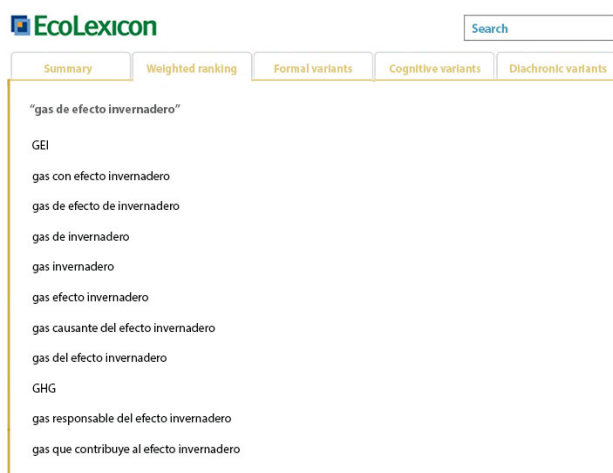 EcoLexicon
Search
Summary Weighted ranking Formal variants Cognitive variants Diachronic variants
“gas de efecto invernadero”
GEI
gas con efecto invernadero
gas de efecto de invernadero
gas de invernadero
gas invernadero
gas efecto invernadero
gas causante del efecto invernadero
gas del efecto invernadero
GHG
gas responsable del efecto invernadero
gas que contribuye al efecto invernadero